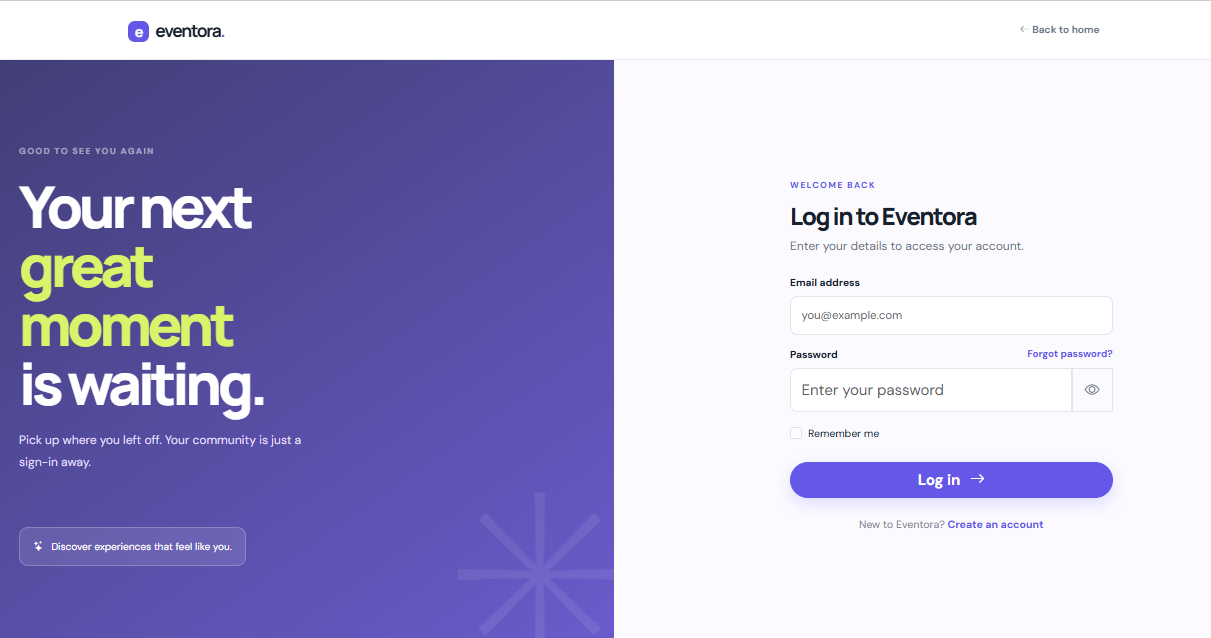 e eventora.
Back to home
GOOD TO SEE YOU AGAIN
Your next
great
moment
is waiting.
Pick up where you left off. Your community is just a
sign-in away.
Discover experiences that feel like you.
WELCOME BACK
Log in to Eventora
Enter your details to access your account.
Email address
you@example.com
Password Forgot password?
Enter your password
Remember me
Log in
New to Eventora? Create an account